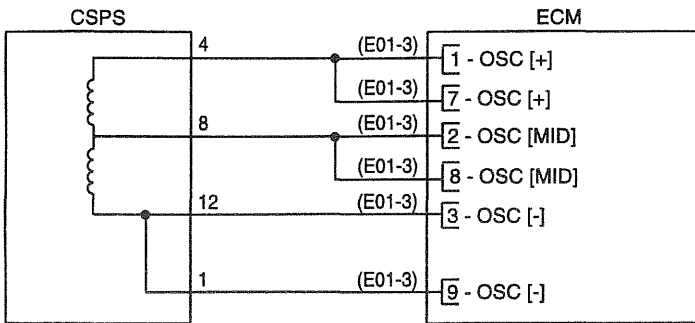 CSPS ECM
4 (E01-3) 1 - OSC [+]
(E01-3) 7 - OSC [+]
8 (E01-3) 2 - OSC [MID]
(E01-3) 8 - OSC [MID]
12 (E01-3) 3 - OSC [-]
1 (E01-3) 9 - OSC [-]